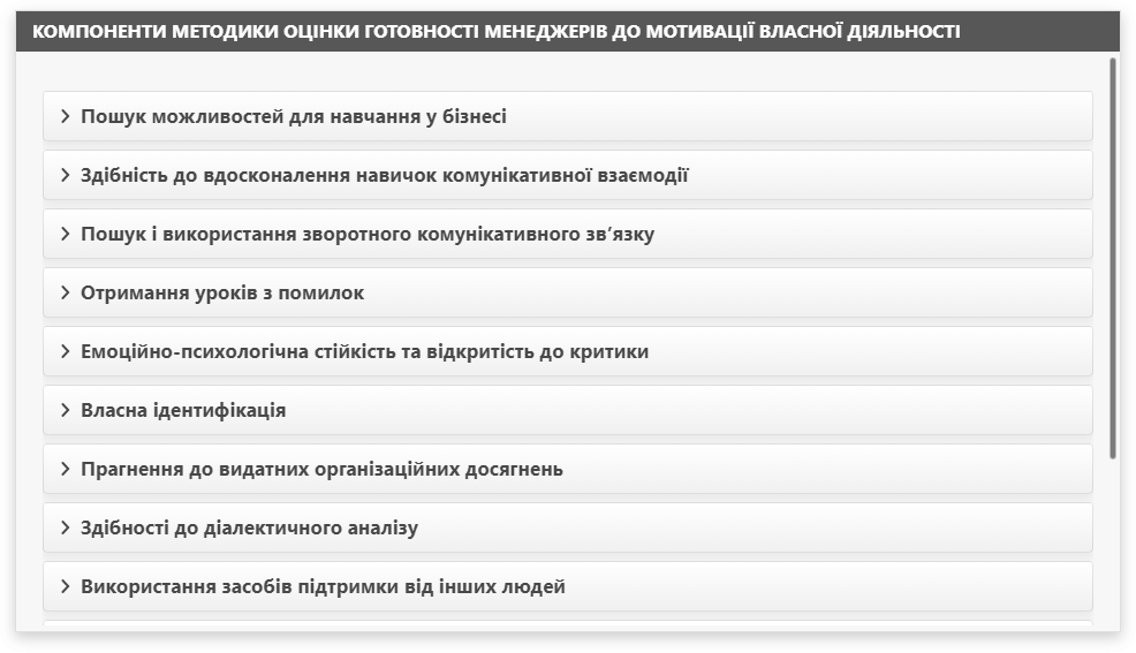 КОМПОНЕНТИ МЕТОДИКИ ОЦІНКИ ГОТОВНОСТІ МЕНЕДЖЕРІВ ДО МОТИВАЦІЇ ВЛАСНОЇ ДІЯЛЬНОСТІ
Пошук можливостей для навчання у бізнесі
Здібність до вдосконалення навичок комунікативної взаємодії
Пошук і використання зворотного комунікативного зв’язку
Отримання уроків з помилок
Емоційно-психологічна стійкість та відкритість до критики
Власна ідентифікація
Прагнення до видатних організаційних досягнень
Здібності до діалектичного аналізу
Використання засобів підтримки від інших людей